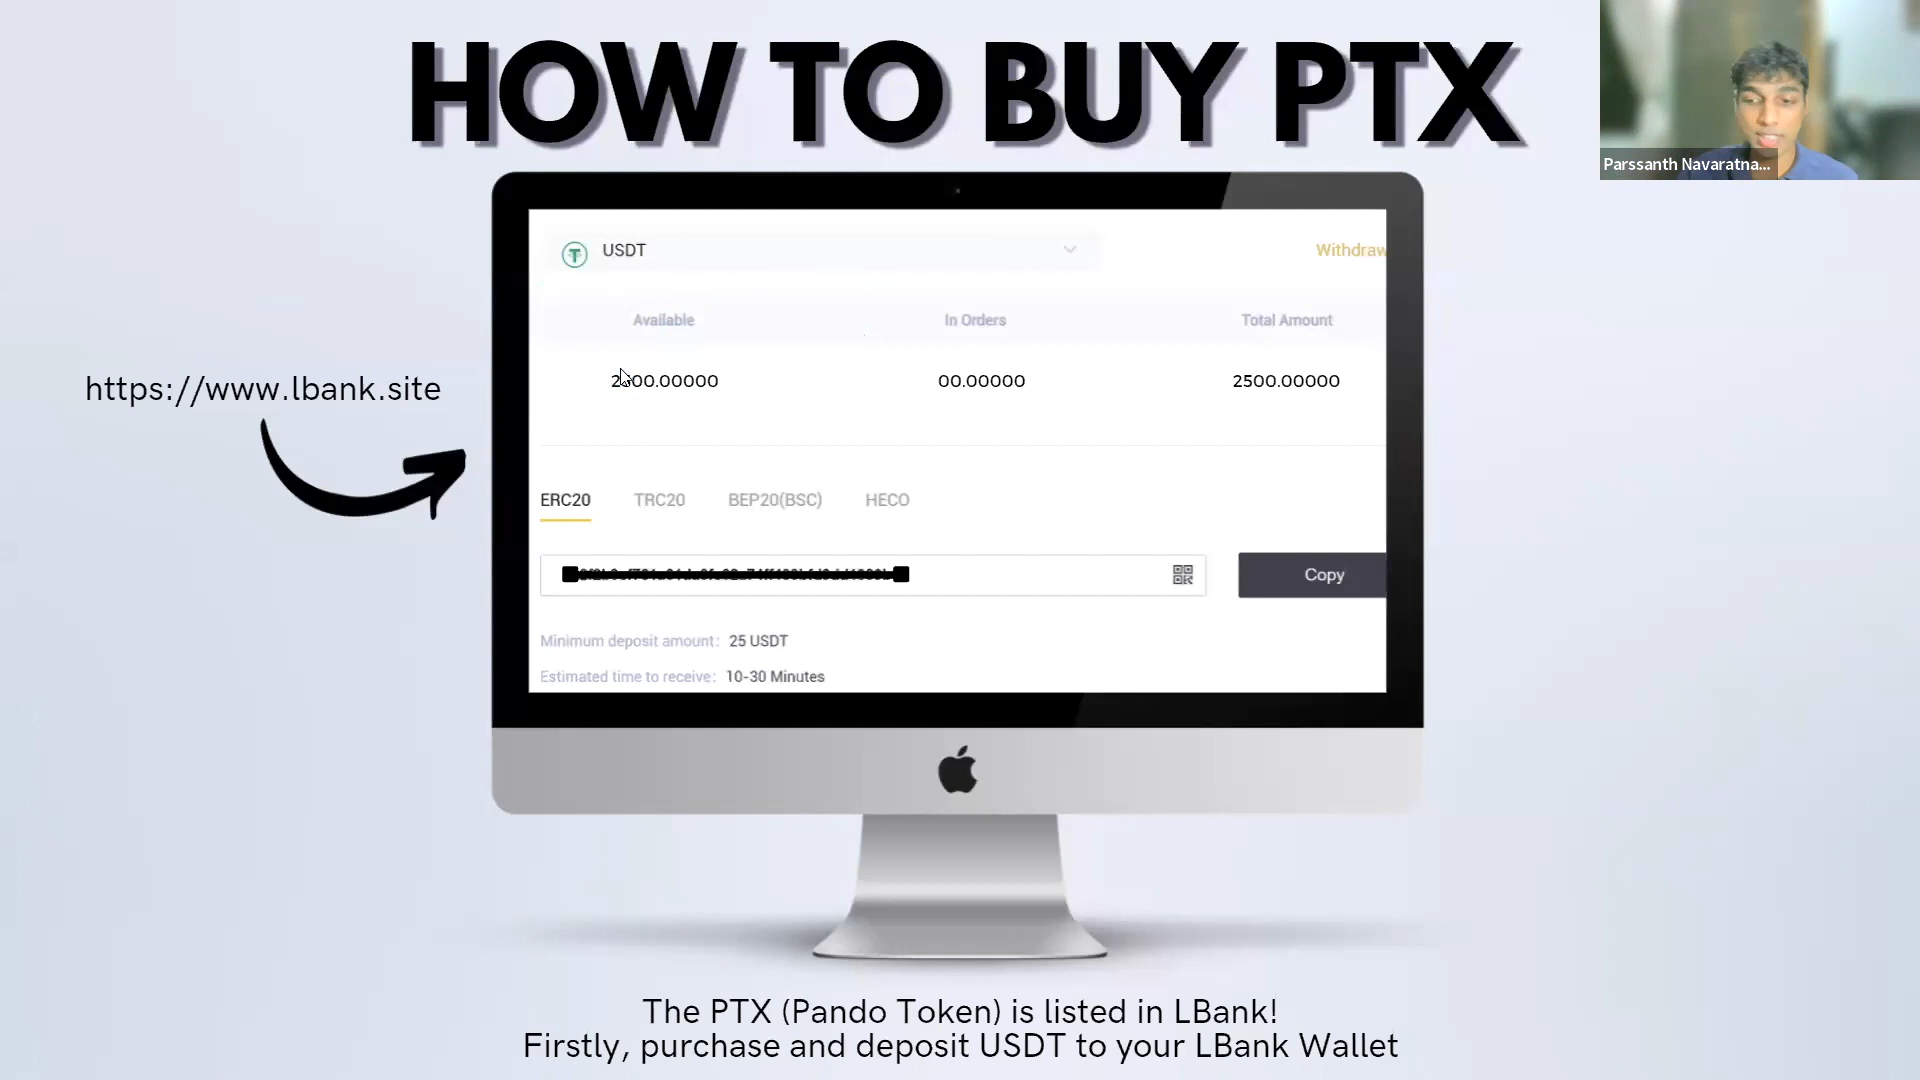 HOW TO BUY PTX
Parssanth Navaratna...
USDT
Withdraw
Available
In Orders
Total Amount
00.00000
2500.00000
https://www.lbank.site
ERC20
TRC20
BEP20(BSC)
HECO
Copy
Minimum deposit amount: 25 USDT
Estimated time to receive: 10-30 Minutes
The PTX (Pando Token) is listed in LBank!
Firstly, purchase and deposit USDT to your LBank Wallet